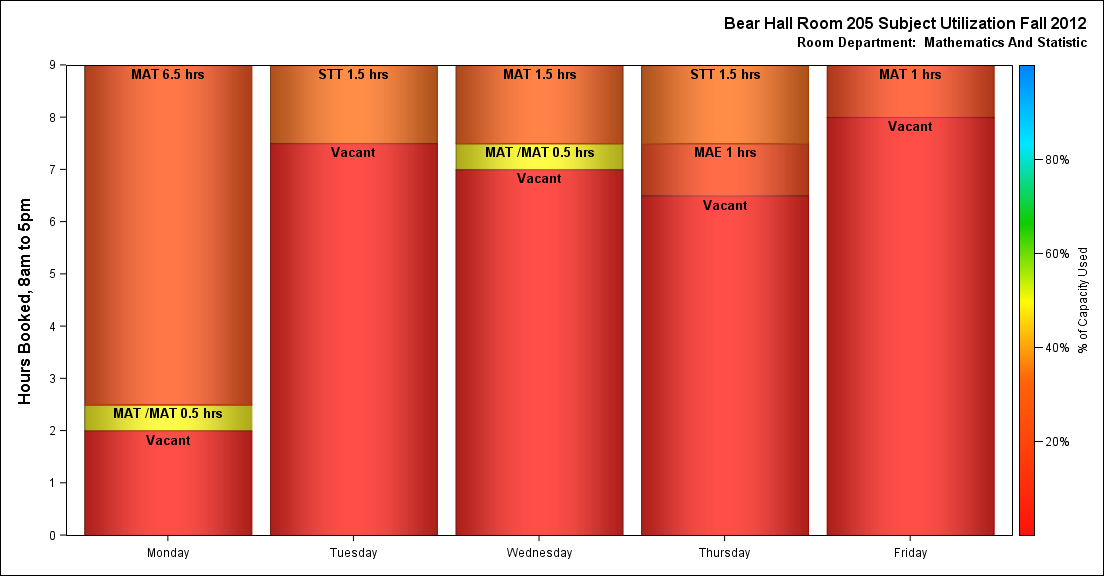 Bear Hall Room 205 Subject Utilization Fall 2012
Room Department:  Mathematics And Statistic
Hours Booked, 8am to 5pm
9
8
7
6
5
4
3
2
1
0
MAT 6.5 hrs
MAT /MAT 0.5 hrs
Vacant
STT 1.5 hrs
Vacant
MAT 1.5 hrs
MAT /MAT 0.5 hrs
Vacant
STT 1.5 hrs
MAE 1 hrs
Vacant
MAT 1 hrs
Vacant
Monday
Tuesday
Wednesday
Thursday
Friday
80%
60%
40%
20%
% of Capacity Used